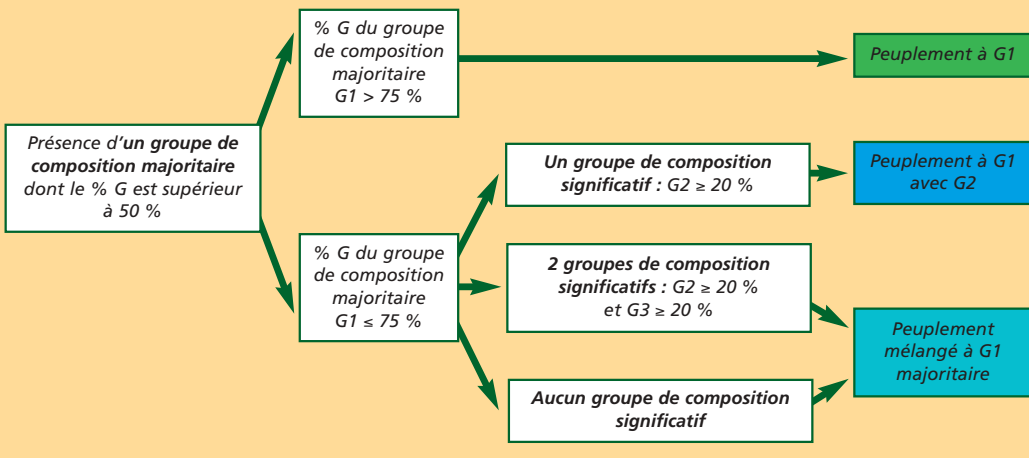 % G du groupe
de composition
majoritaire
G1 > 75 %
Peuplement à G1
Présence d'un groupe de
composition majoritaire
dont le % G est supérieur
à 50 %
Un groupe de composition
significatif : G2 ≥ 20 %
Peuplement à G1
avec G2
% G du groupe
de composition
majoritaire
G1 ≤ 75 %
2 groupes de composition
significatifs : G2 ≥ 20 %
et G3 ≥ 20 %
Peuplement
mélangé à G1
majoritaire
Aucun groupe de composition
significatif